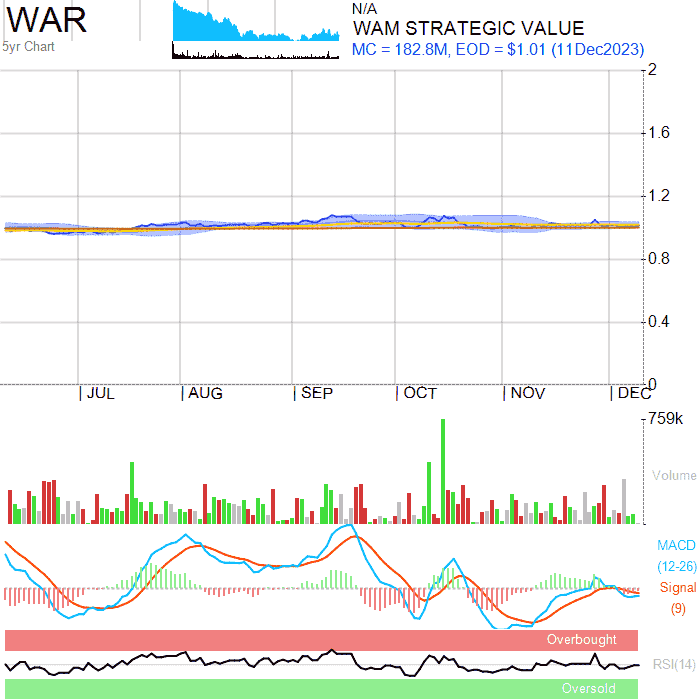 WAR
5yr Chart
N/A
WAM STRATEGIC VALUE
MC = 182.8M, EOD = $1.01 (11Dec2023)
2
1.6
1.2
0.8
0.4
0
| JUL | AUG | SEP | OCT | NOV | DEC
759k
Volume
MACD
(12-26)
Signal
(9)
Overbought
RSI(14)
Oversold